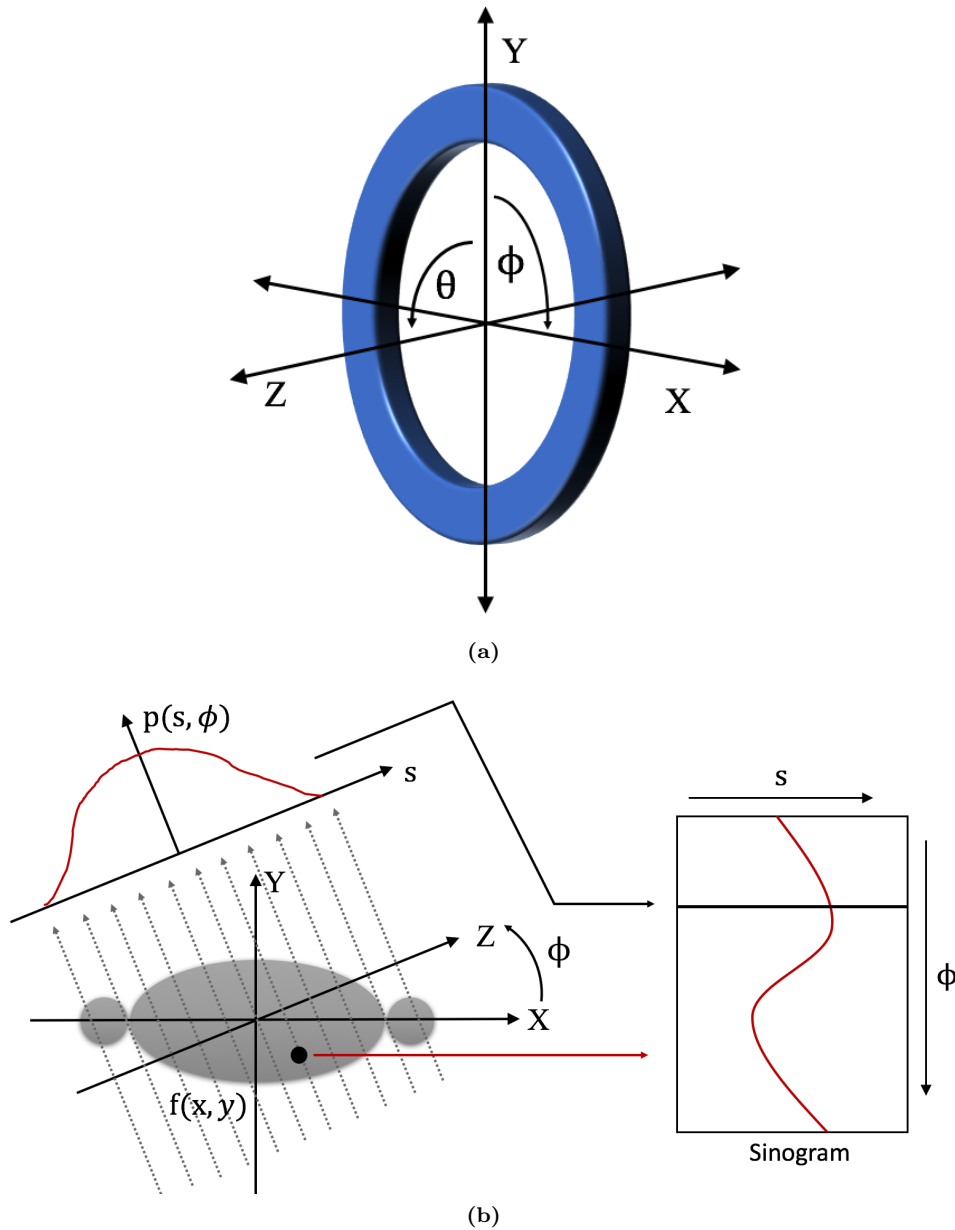 Y
θ
ϕ
Z
X
(a)
p(s, ϕ)
s
s
Y
Z
ϕ
ϕ
X
f(x, y)
Sinogram
(b)